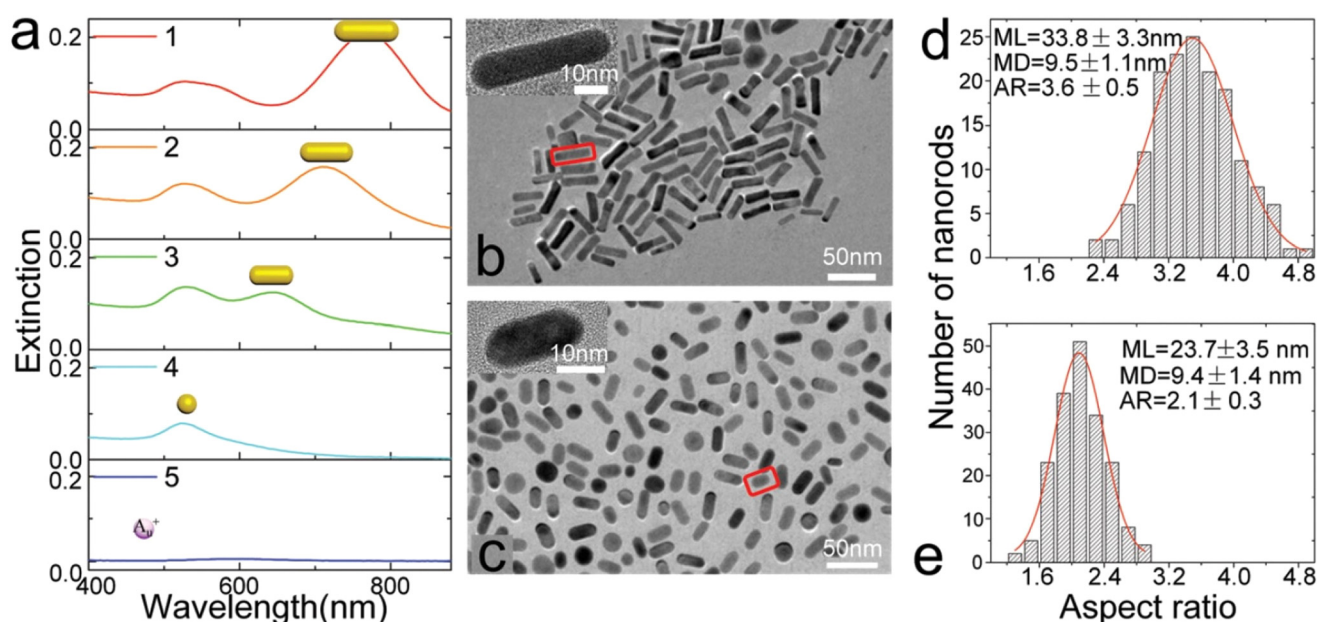 a
Extinction
0.2
1
0.0
0.2
2
0.0
0.2
3
0.0
0.2
4
0.0
0.2
5
Au+
0.0
400
600
800
Wavelength(nm)
10nm
b
50nm
10nm
c
50nm
d
Number of nanorods
25
20
15
10
5
0
ML=33.8±3.3nm
MD=9.5±1.1nm
AR=3.6 ±0.5
1.6 2.4 3.2 4.0 4.8
e
50
40
30
20
10
0
ML=23.7±3.5 nm
MD=9.4±1.4 nm
AR=2.1± 0.3
1.6 2.4 3.2 4.0 4.8
Aspect ratio